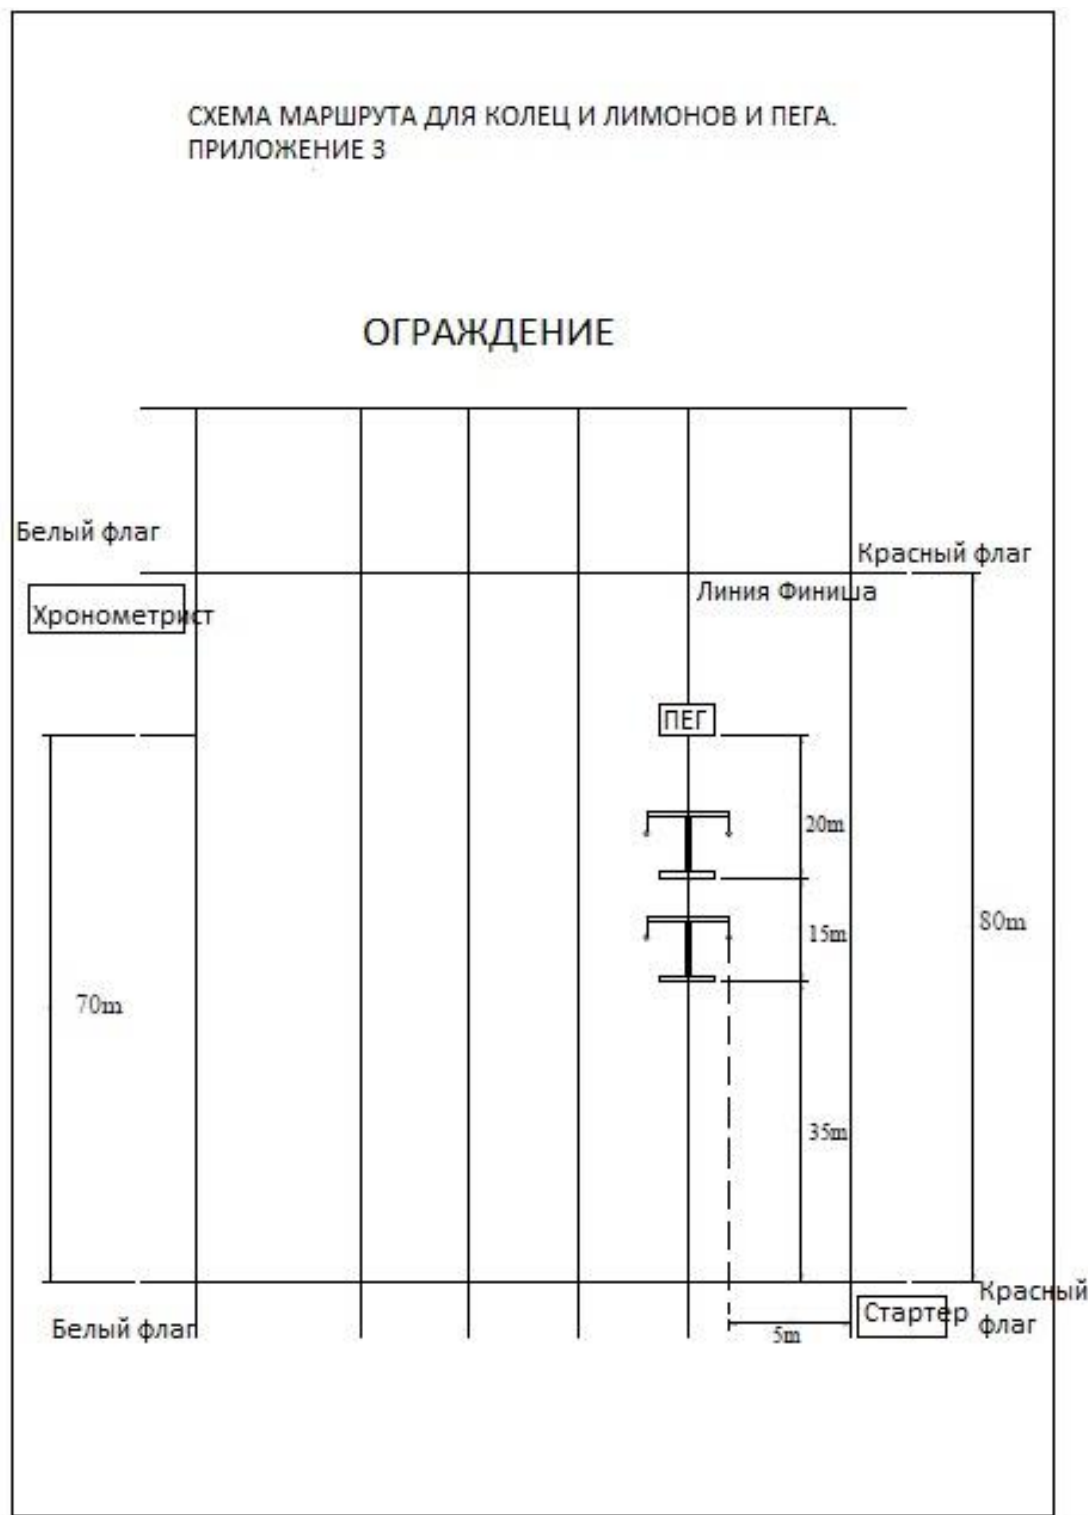 СХЕМА МАРШРУТА ДЛЯ КОЛЕЦ И ЛИМОНОВ И ПЕГА.
ПРИЛОЖЕНИЕ 3
ОГРАЖДЕНИЕ
Белый флаг
Красный флаг
Линия Финиша
Хронометрист
ПЕГ
20m
15m
80m
70m
35m
Красный
флаг
Стартер
Белый флаг
5m